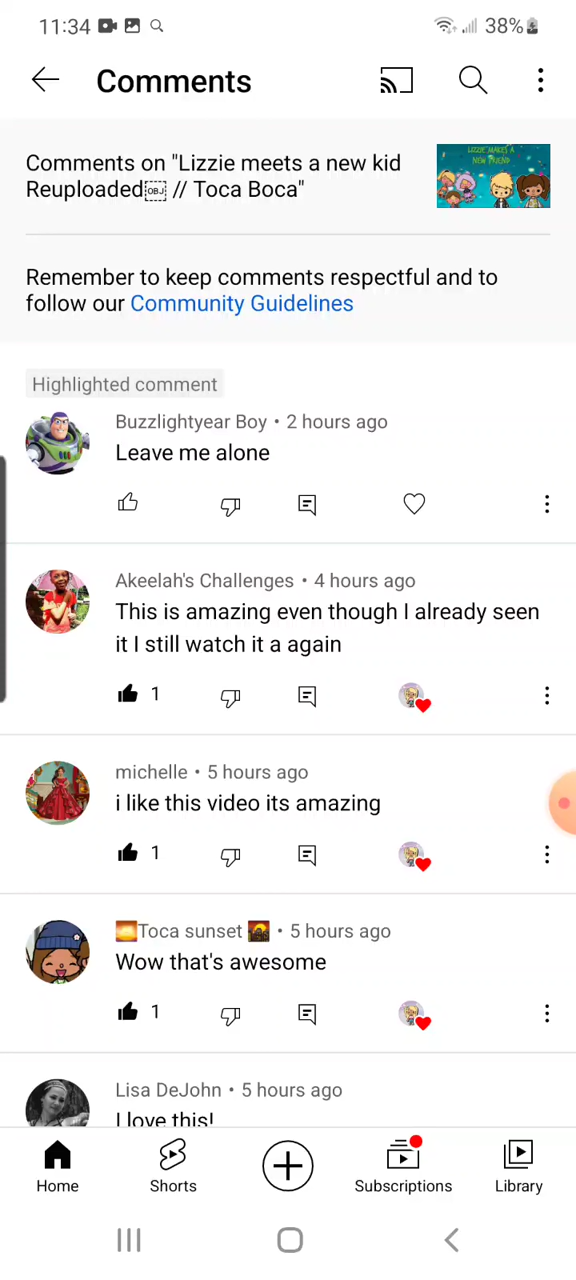 11:34 38%
Comments
Comments on "Lizzie meets a new kid
Reuploaded￼ // Toca Boca"
LIZZIE MAKES A
NEW FRIEND
Remember to keep comments respectful and to
follow our Community Guidelines
Highlighted comment
Buzzlightyear Boy • 2 hours ago
Leave me alone
Akeelah's Challenges • 4 hours ago
This is amazing even though I already seen
it I still watch it a again
1
michelle • 5 hours ago
i like this video its amazing
1
🌅Toca sunset 🌇 • 5 hours ago
Wow that's awesome
1
Lisa DeJohn • 5 hours ago
I love this!
Home Shorts Subscriptions Library